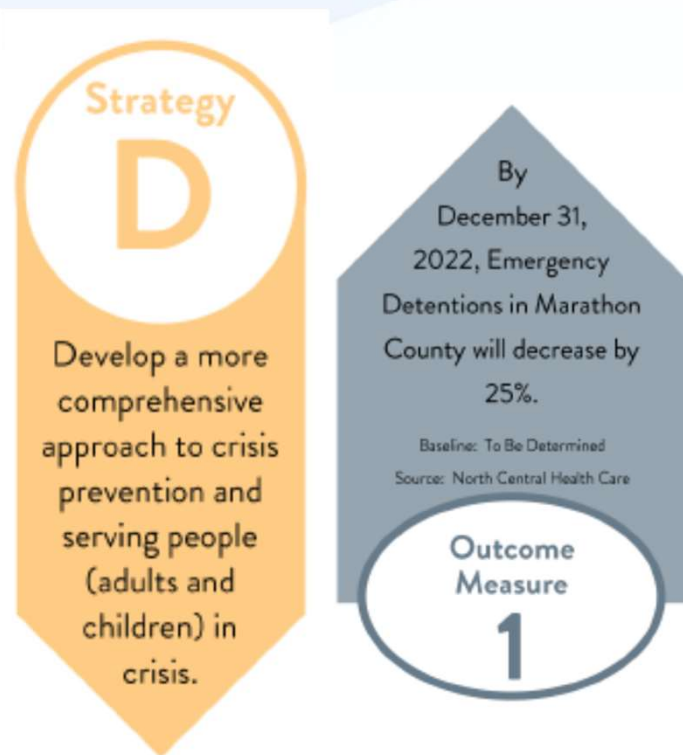 Strategy
D
Develop a more
comprehensive
approach to crisis
prevention and
serving people
(adults and
children) in
crisis.
By
December 31,
2022, Emergency
Detentions in Marathon
County will decrease by
25%.
Baseline: To Be Determined
Source: North Central Health Care
Outcome
Measure
1